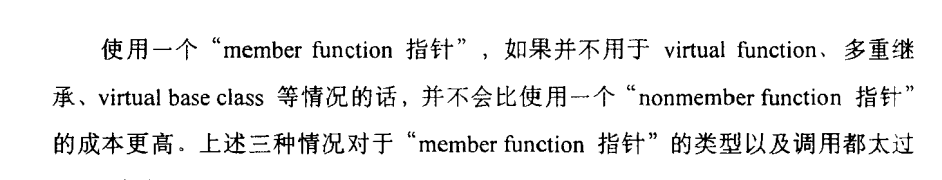 使用一个“member function 指针”，如果并不用于 virtual function、多重继
承、virtual base class 等情况的话，并不会比使用一个“nonmember function 指针”
的成本更高。上述三种情况对于“member function 指针”的类型以及调用都太过